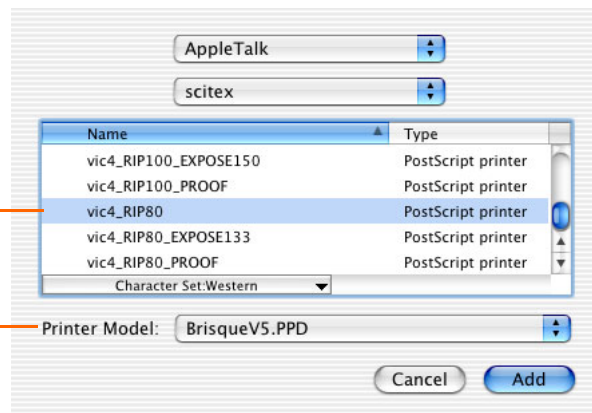 AppleTalk
scitex
Name Type
vic4_RIP100_EXPOSE150 PostScript printer
vic4_RIP100_PROOF PostScript printer
vic4_RIP80 PostScript printer
vic4_RIP80_EXPOSE133 PostScript printer
vic4_RIP80_PROOF PostScript printer
Character Set:Western
Printer Model: BrisqueV5.PPD
Cancel Add